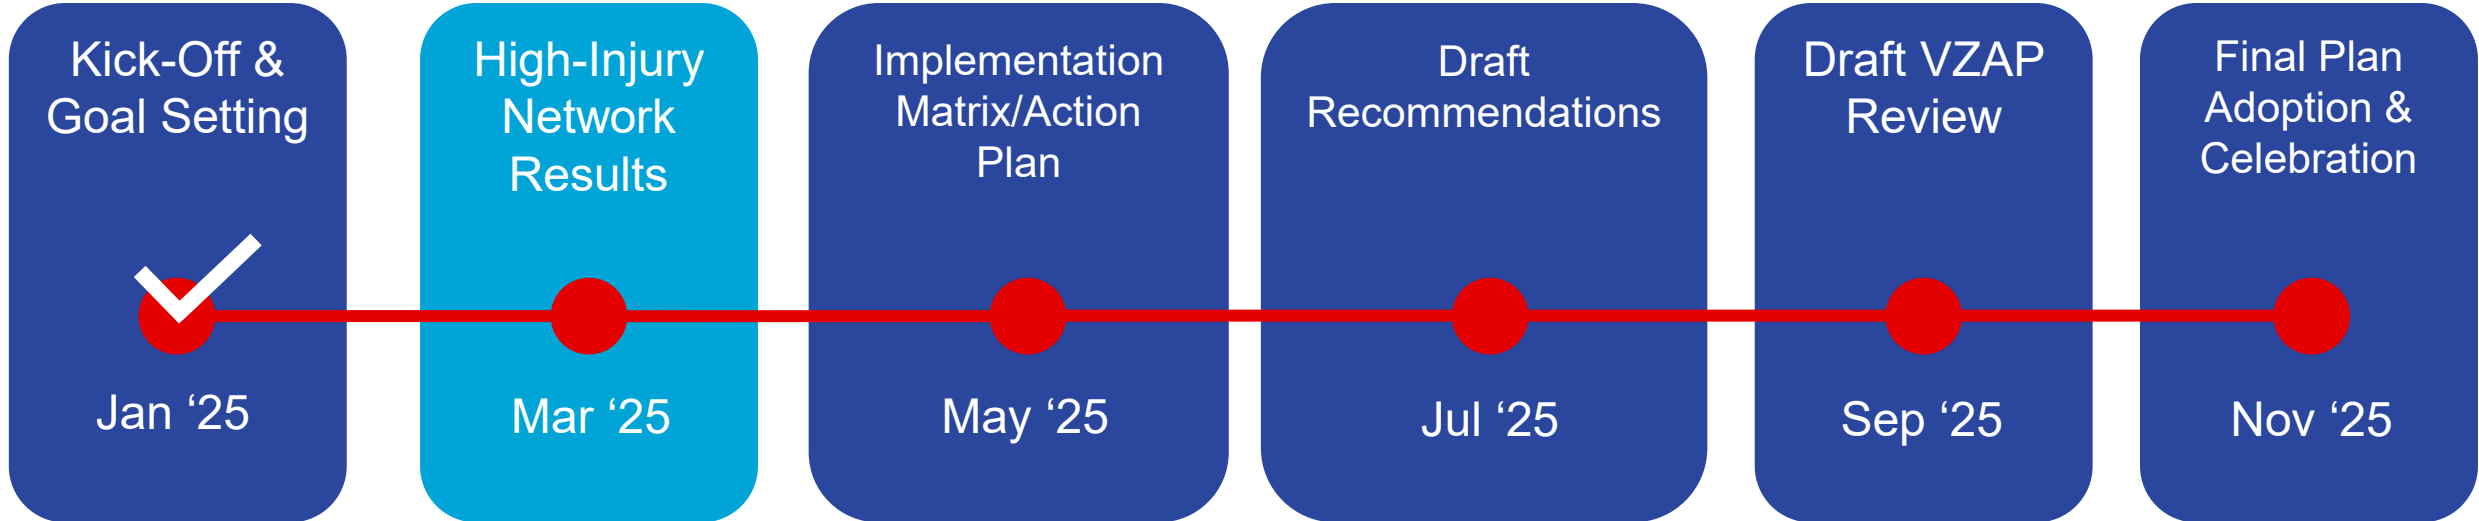 Kick-Off &
Goal Setting
Jan ‘25
High-Injury
Network
Results
Mar ‘25
Implementation
Matrix/Action
Plan
May ‘25
Draft
Recommendations
Jul ‘25
Draft VZAP
Review
Sep ‘25
Final Plan
Adoption &
Celebration
Nov ‘25